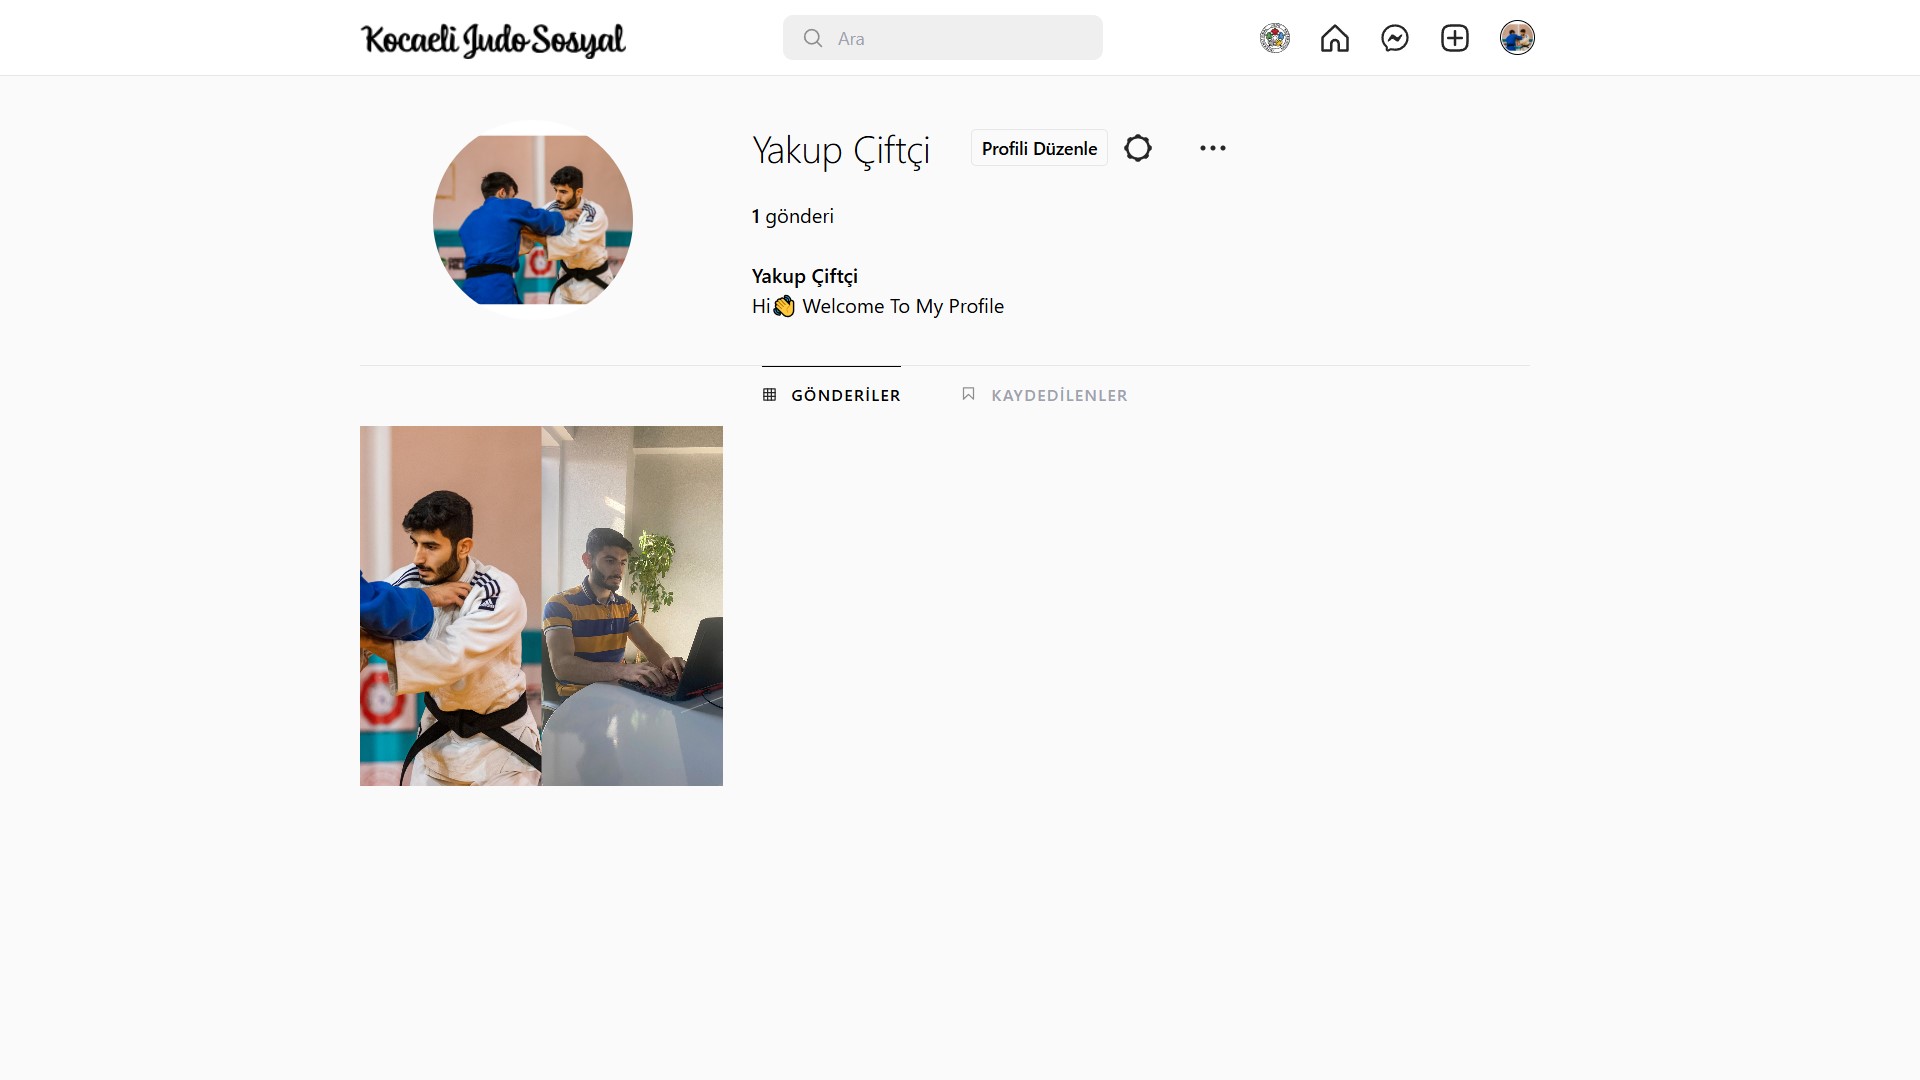 Kocaeli Judo Sosyal
Ara
Yakup Çiftçi
Profili Düzenle
1 gönderi
Yakup Çiftçi
Hi👏 Welcome To My Profile
GÖNDERİLER
KAYDEDİLENLER